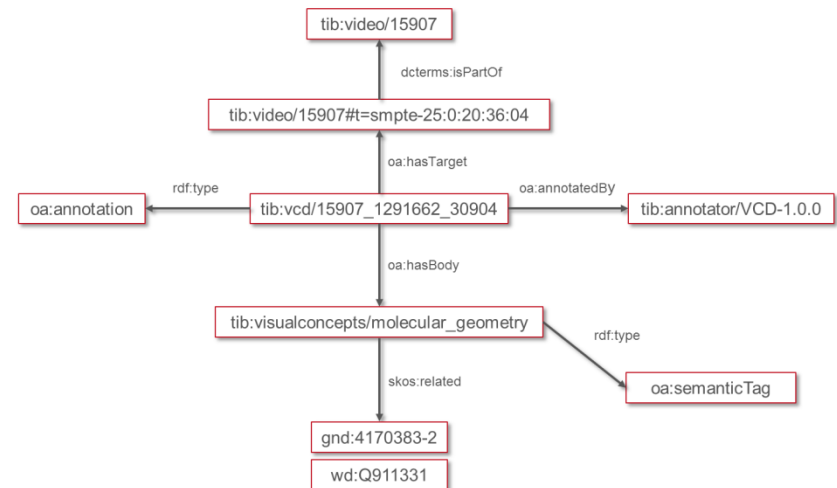 tib:video/15907
dcterms:isPartOf
tib:video/15907#t=smpte-25:0:20:36:04
oa:hasTarget
rdf:type
oa:annotatedBy
oa:annotation
tib:vcd/15907_1291662_30904
tib:annotator/VCD-1.0.0
oa:hasBody
tib:visualconcepts/molecular_geometry
rdf:type
skos:related
oa:semanticTag
gnd:4170383-2
wd:Q911331